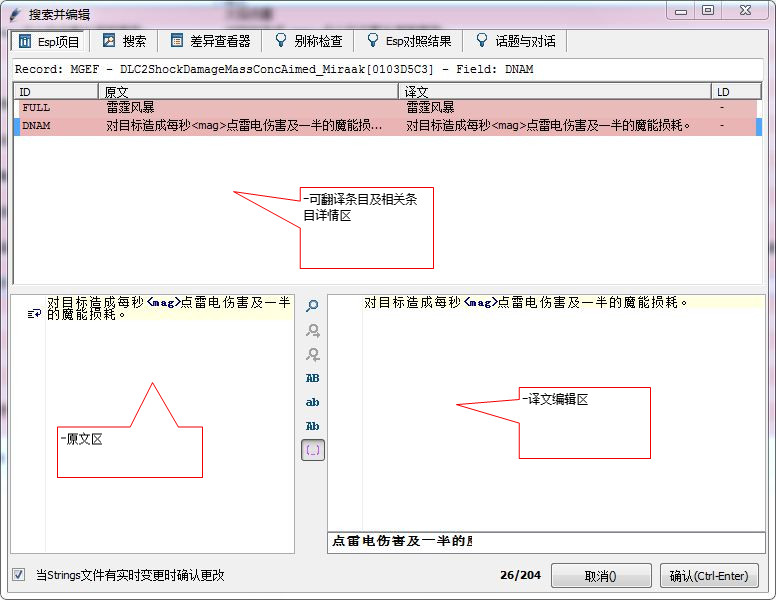 搜索并编辑
Esp项目 搜索 差异查看器 别称检查 Esp对照结果 话题与对话
Record: MGEF - DLC2ShockDamageMassConcAimed_Miraak[0103D5C3] - Field: DNAM
ID 原文 译文 LD
FULL 雷霆风暴 雷霆风暴 -
DNAM 对目标造成每秒<mag>点雷电伤害及一半的魔能损... 对目标造成每秒<mag>点雷电伤害及一半的魔能损耗。 -
-可翻译条目及相关条
目详情区
对目标造成每秒<mag>点雷电伤害及一半
的魔能损耗。
对目标造成每秒<mag>点雷电伤害及一半的魔能损耗。
AB
ab
Ab
(_)
-原文区
-译文编辑区
点雷电伤害及一半的
当Strings文件有实时变更时确认更改
26/204
取消()
确认(Ctrl-Enter)